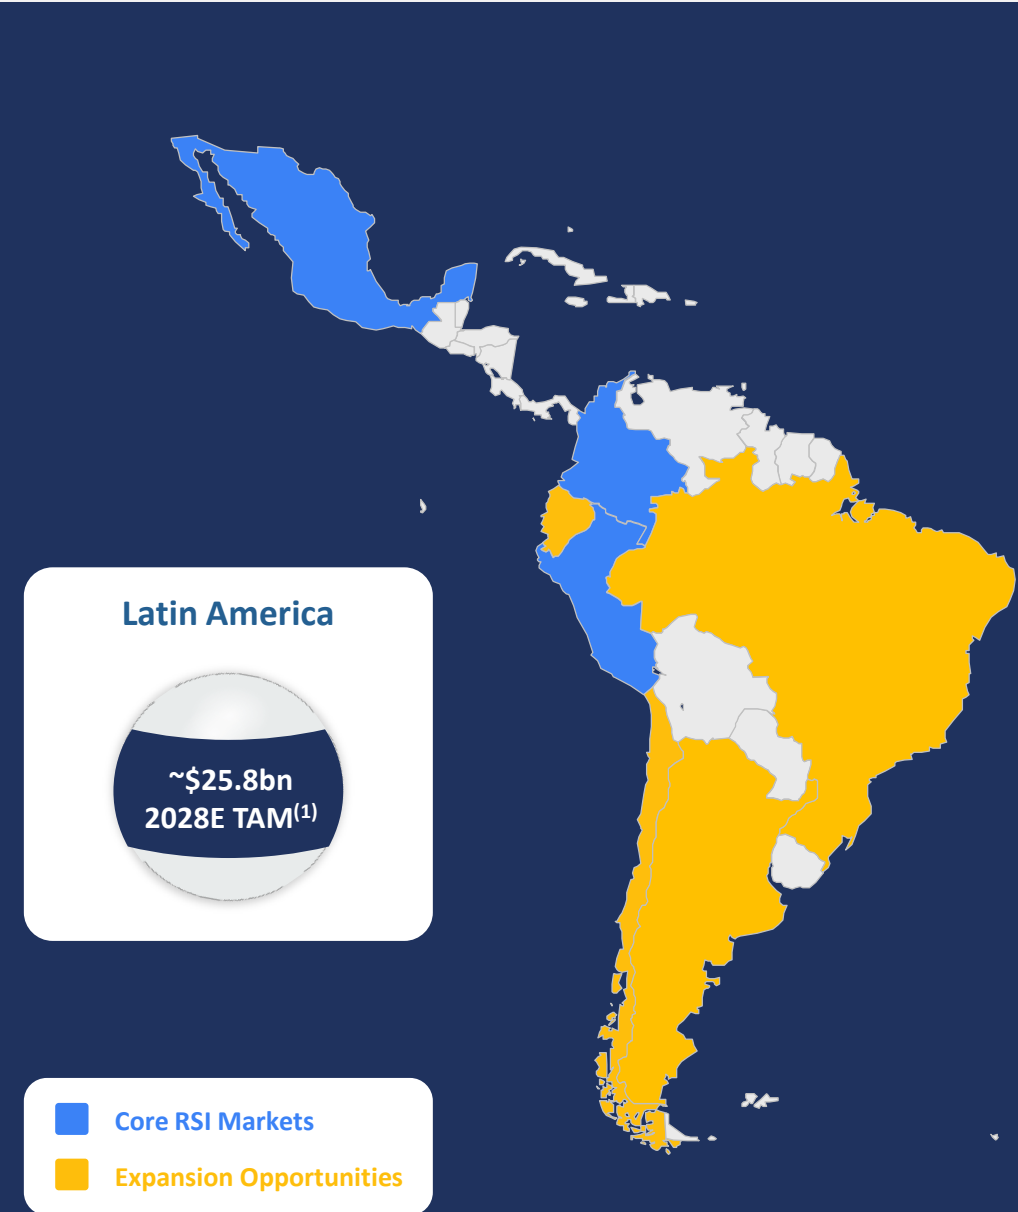 Latin America
~$25.8bn
2028E TAM(1)
Core RSI Markets
Expansion Opportunities